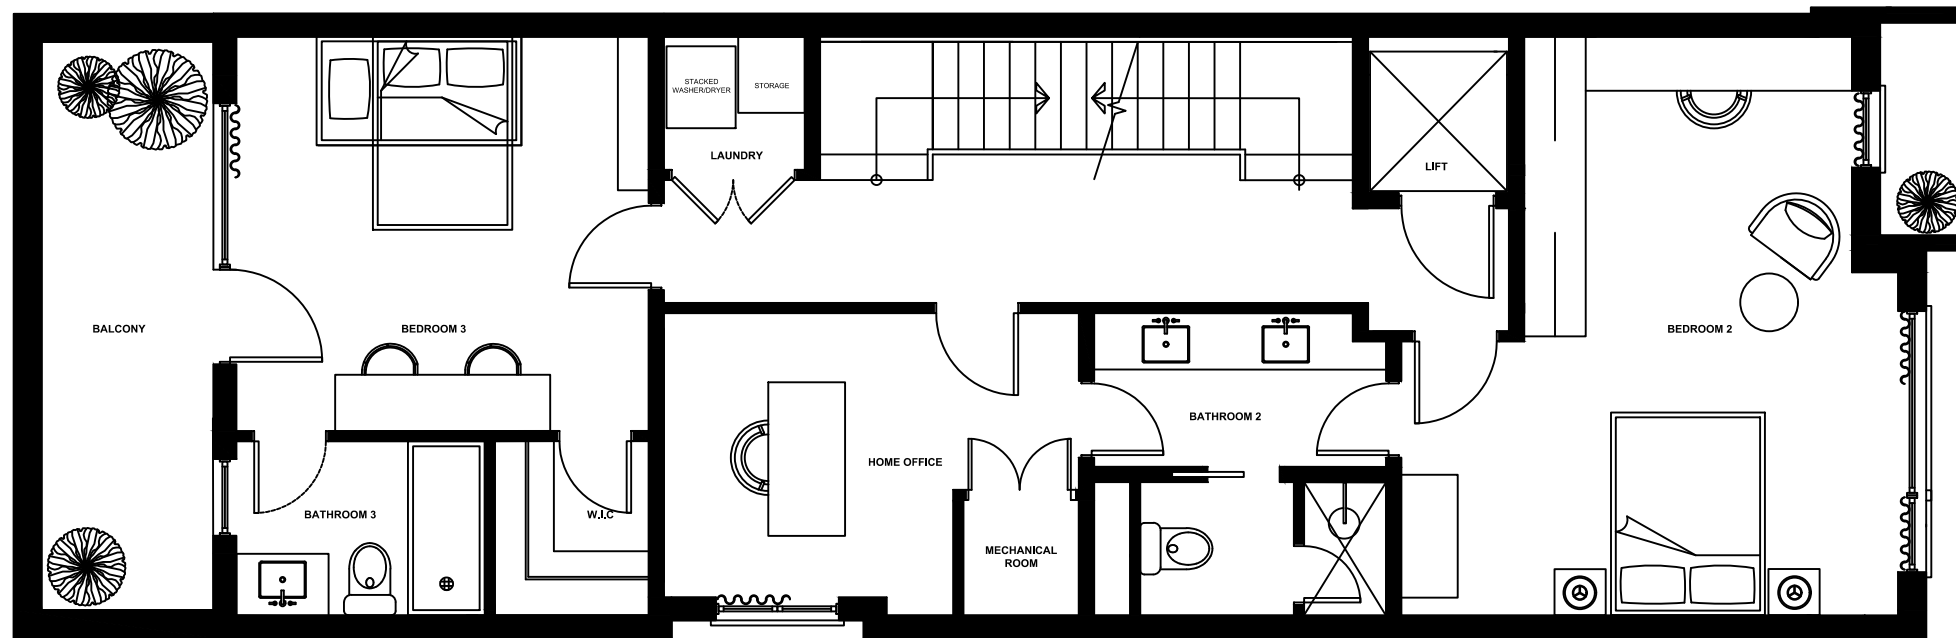 STACKED
WASHER/DRYER
STORAGE
LAUNDRY
LIFT
BALCONY
BEDROOM 3
BEDROOM 2
BATHROOM 2
HOME OFFICE
BATHROOM 3
W.I.C
MECHANICAL
ROOM